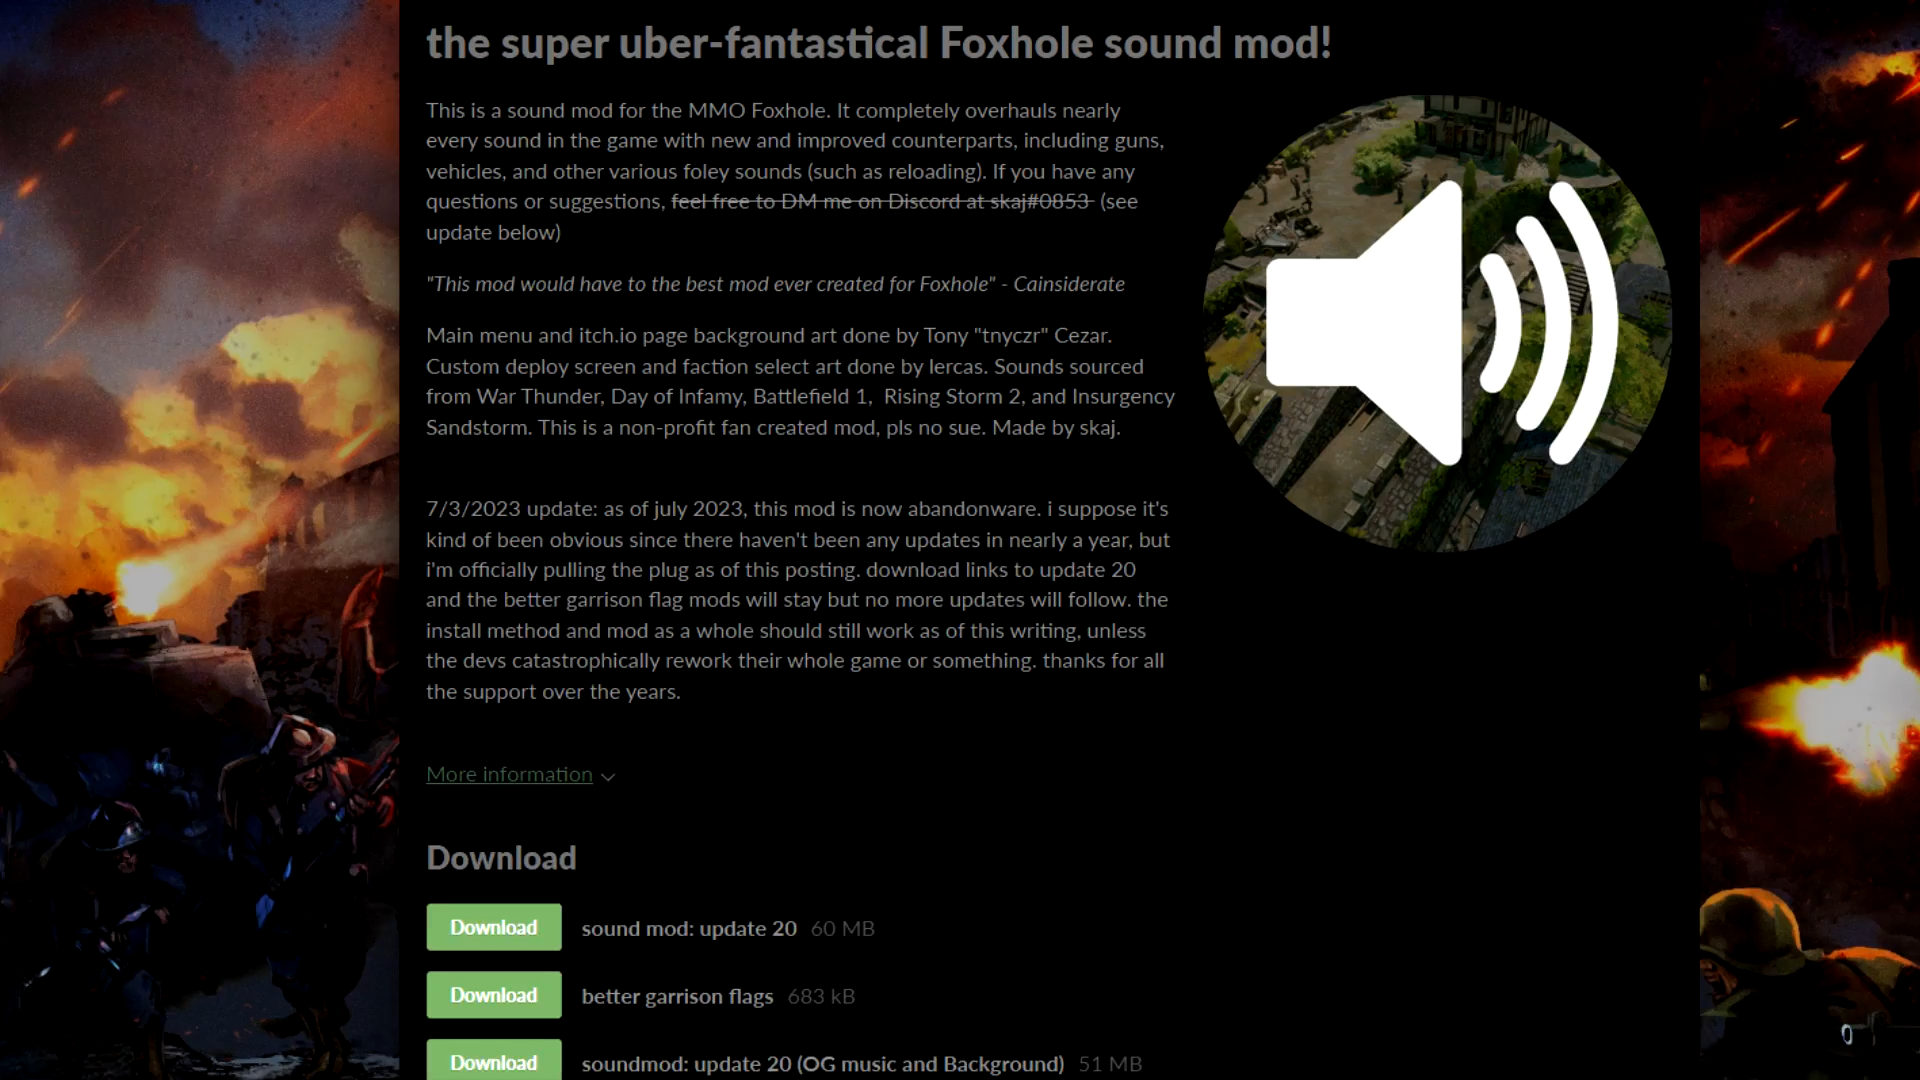 the super uber-fantastical Foxhole sound mod!
This is a sound mod for the MMO Foxhole. It completely overhauls nearly
every sound in the game with new and improved counterparts, including guns,
vehicles, and other various foley sounds (such as reloading). If you have any
questions or suggestions, feel free to DM me on Discord at skaj#0853 (see
update below)
"This mod would have to the best mod ever created for Foxhole" - Cainsiderate
Main menu and itch.io page background art done by Tony "tnyczr" Cezar.
Custom deploy screen and faction select art done by lercas. Sounds sourced
from War Thunder, Day of Infamy, Battlefield 1,  Rising Storm 2, and Insurgency
Sandstorm. This is a non-profit fan created mod, pls no sue. Made by skaj.
7/3/2023 update: as of july 2023, this mod is now abandonware. i suppose it's
kind of been obvious since there haven't been any updates in nearly a year, but
i'm officially pulling the plug as of this posting. download links to update 20
and the better garrison flag mods will stay but no more updates will follow. the
install method and mod as a whole should still work as of this writing, unless
the devs catastrophically rework their whole game or something. thanks for all
the support over the years.
More information
Download
Download sound mod: update 20 60 MB
Download better garrison flags 683 kB
Download soundmod: update 20 (OG music and Background) 51 MB